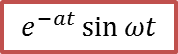 e^{-at} sin ωt